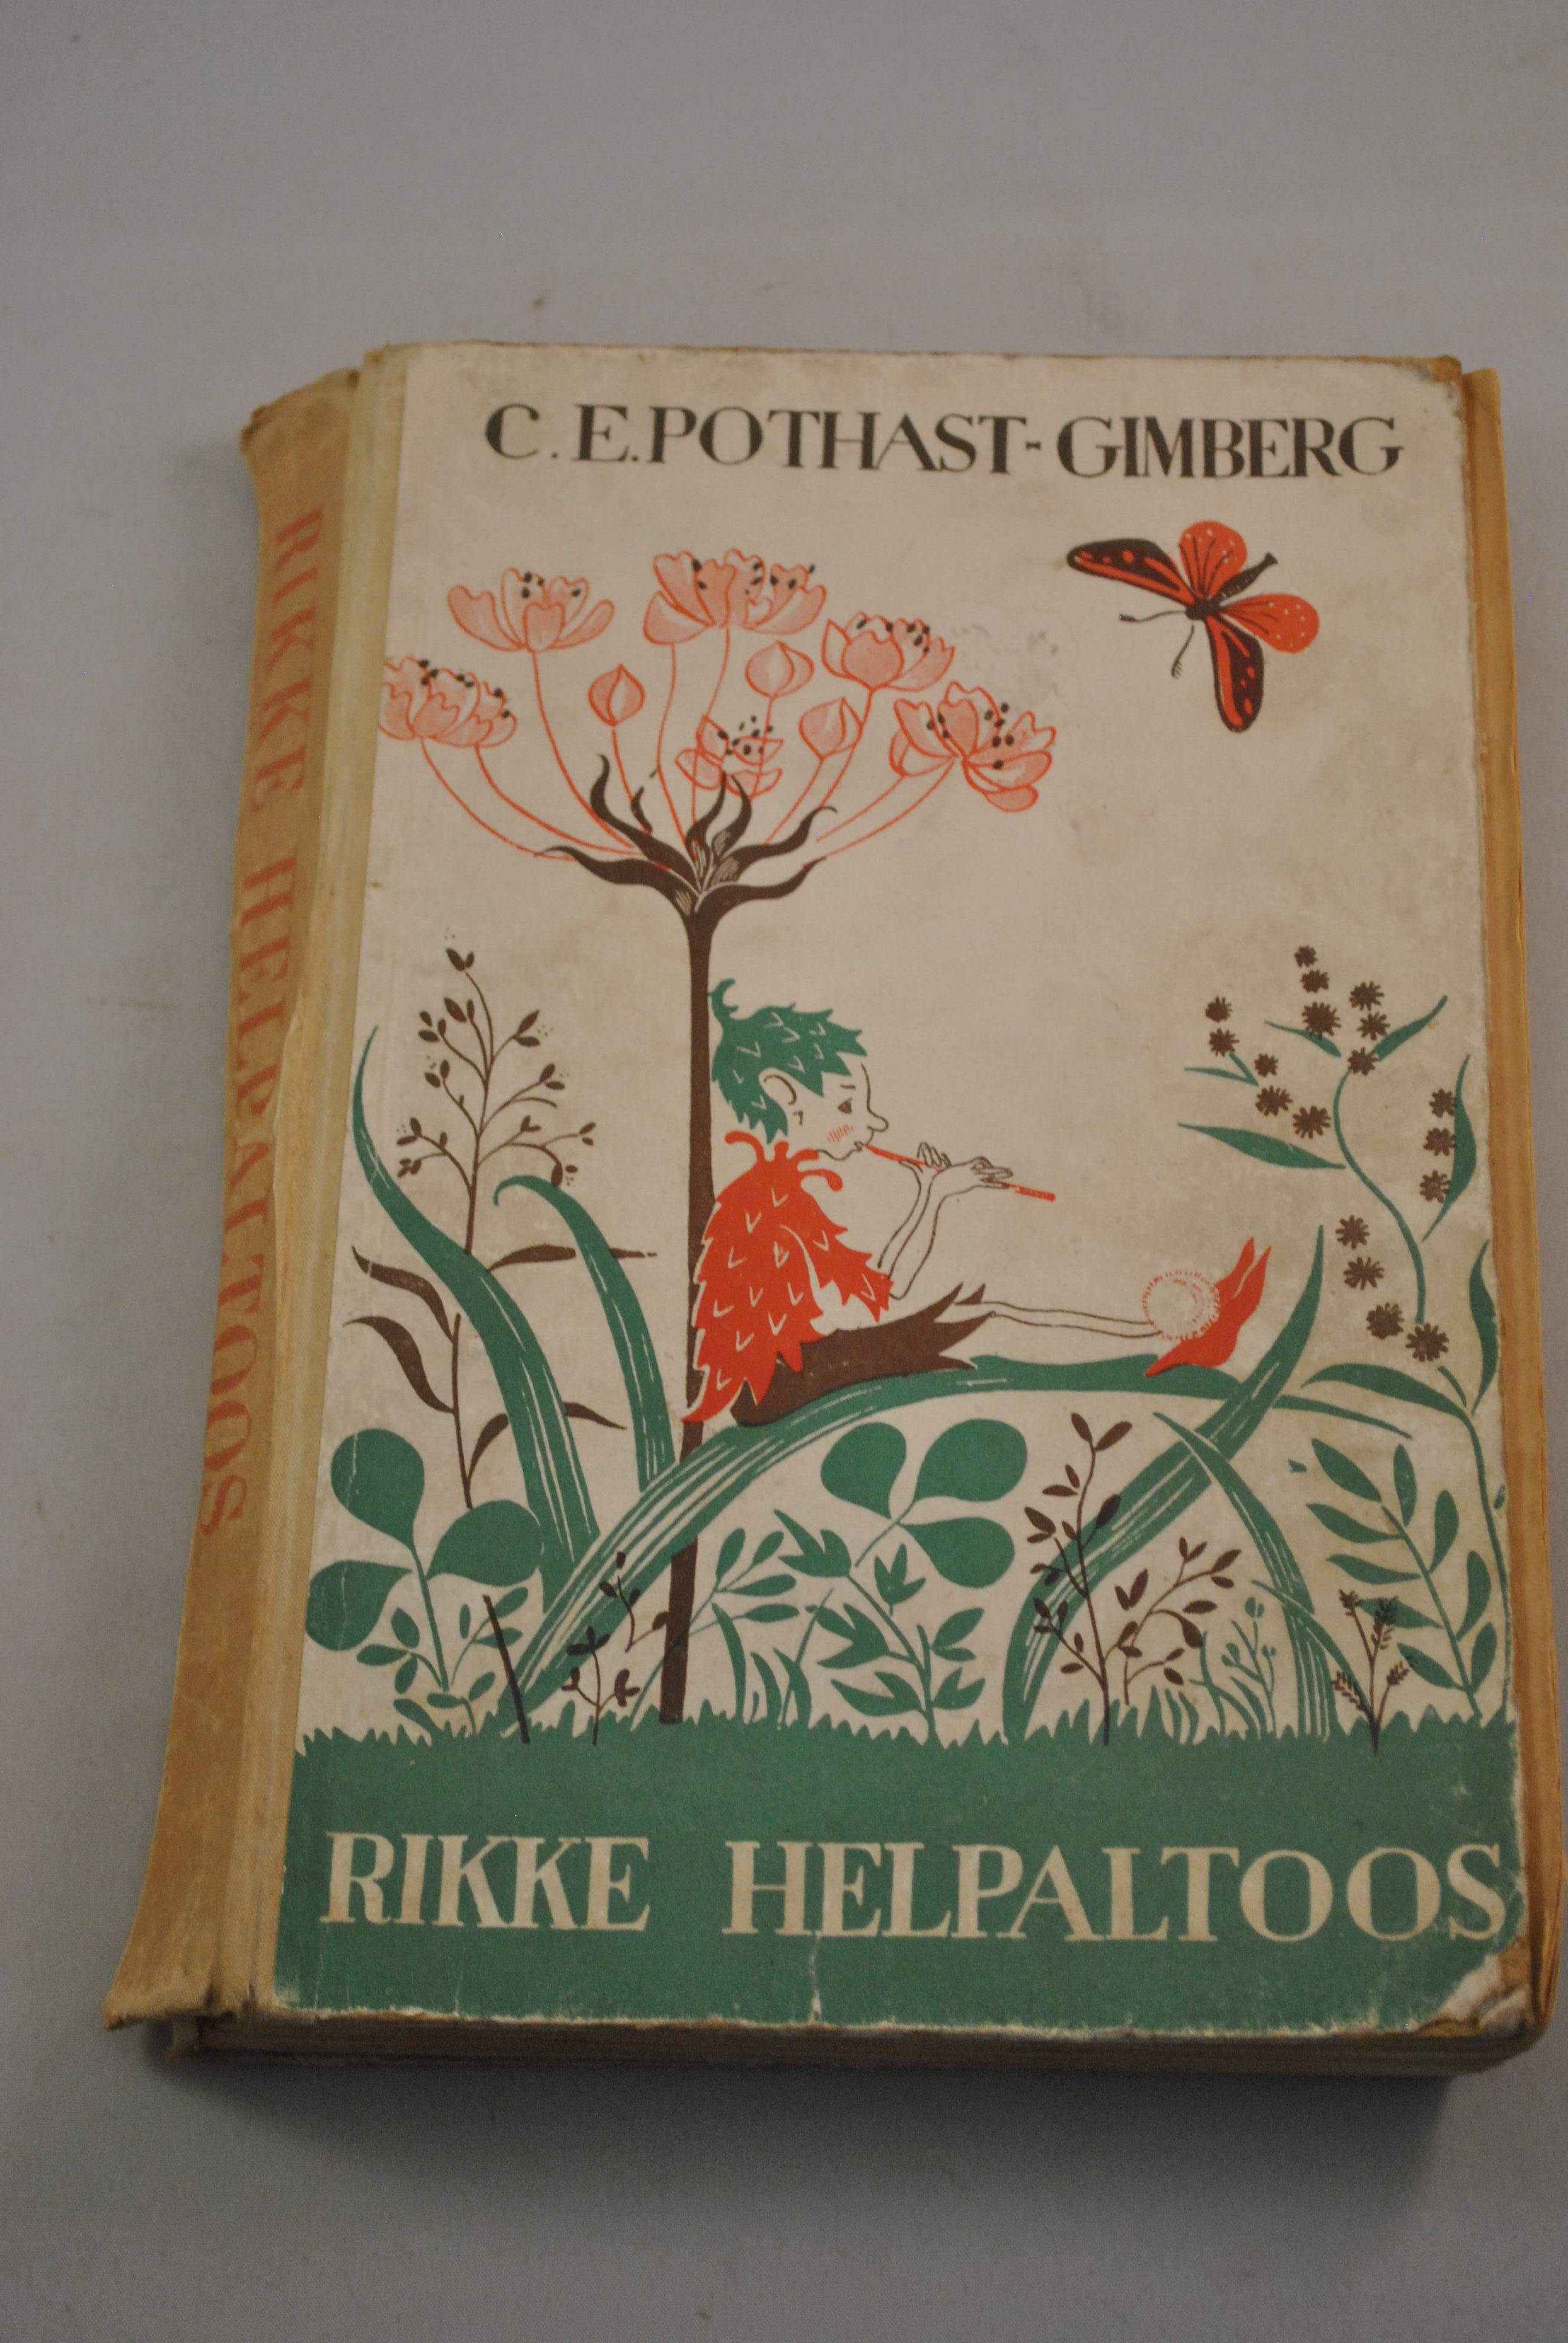 C. E. POTHAST-GIMBERG
RIKKE HELPALTOOS
RIKKE HELPALTOOS